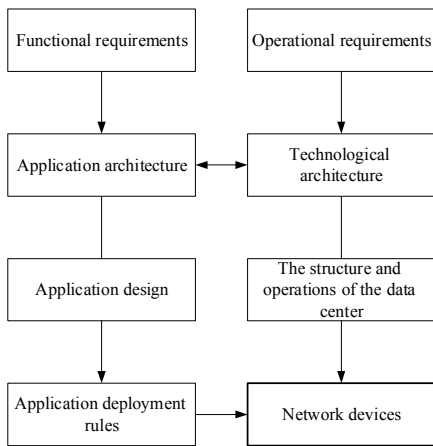 Functional requirements
Operational requirements
Application architecture
Technological
architecture
Application design
The structure and
operations of the data
center
Application deployment
rules
Network devices